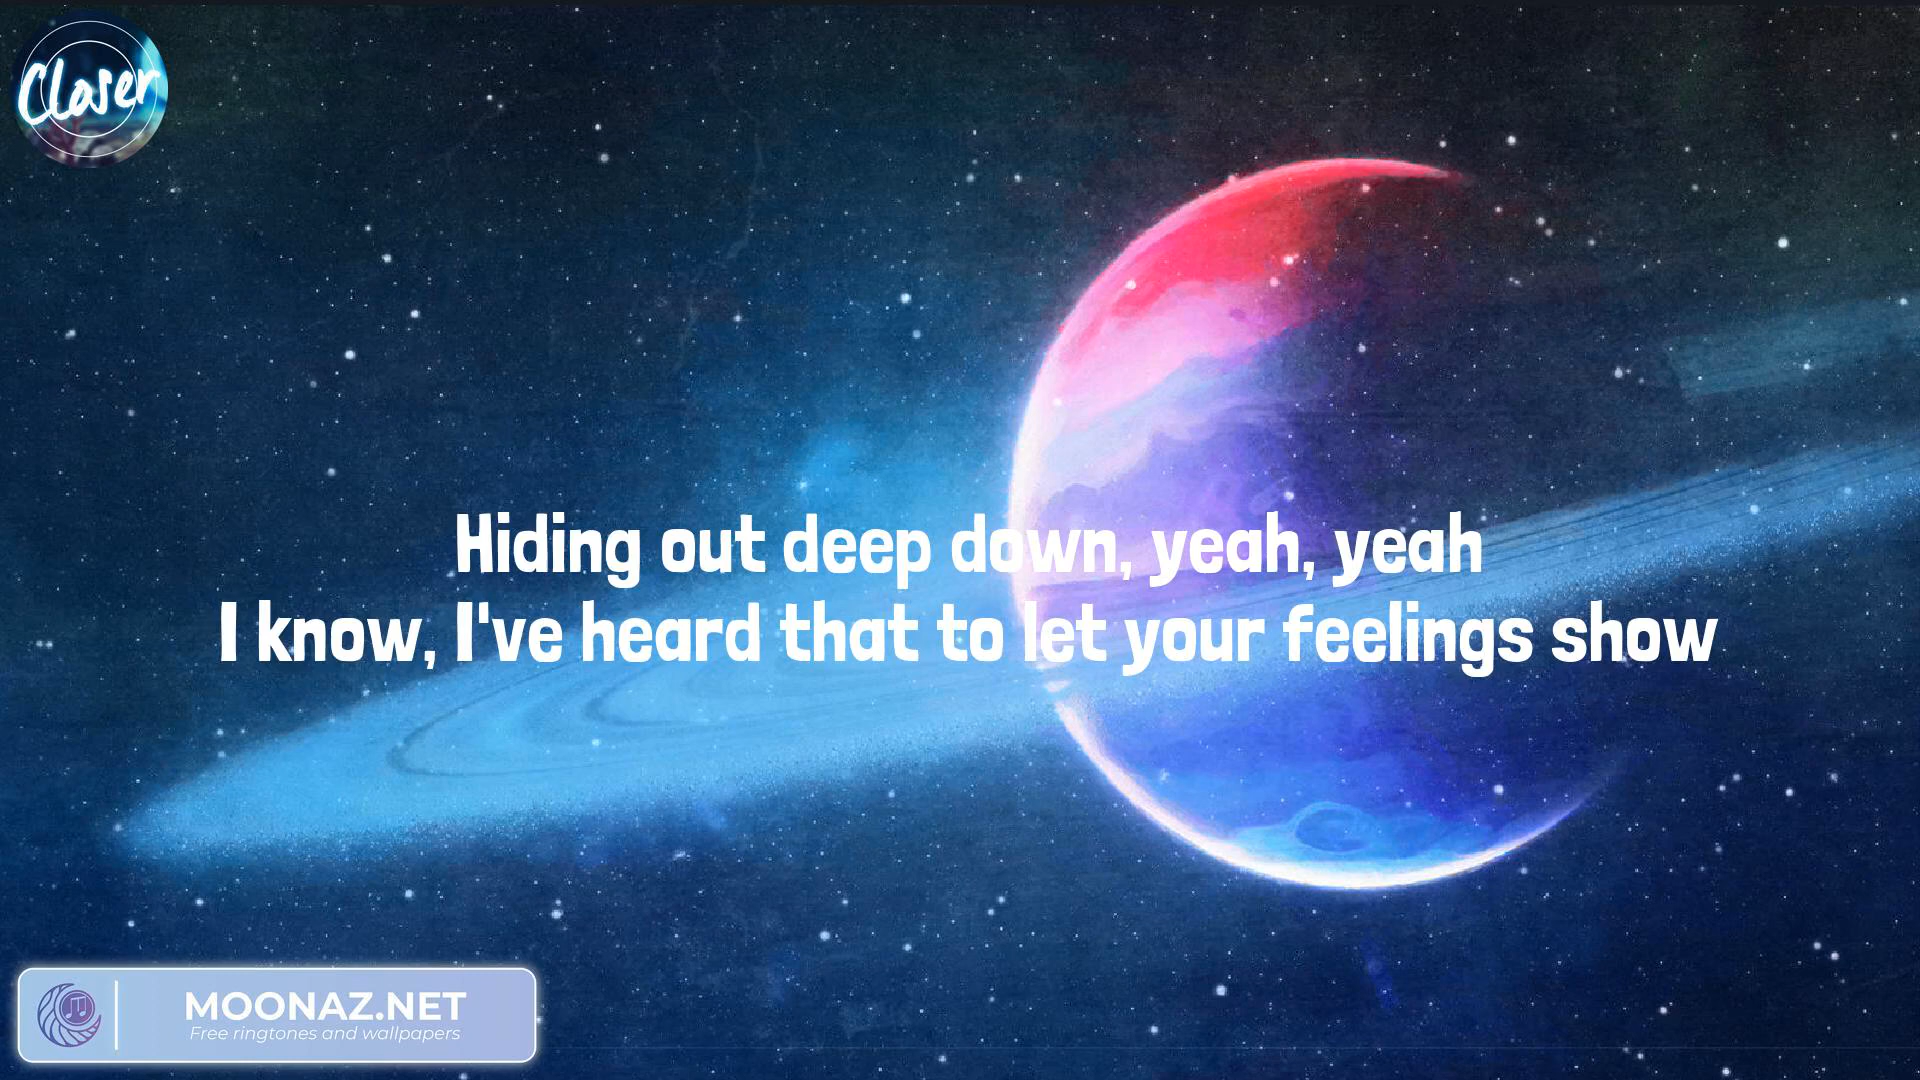 Closer
Hiding out deep down, yeah, yeah
I know, I've heard that to let your feelings show
MOONAZ.NET
Free ringtones and wallpapers